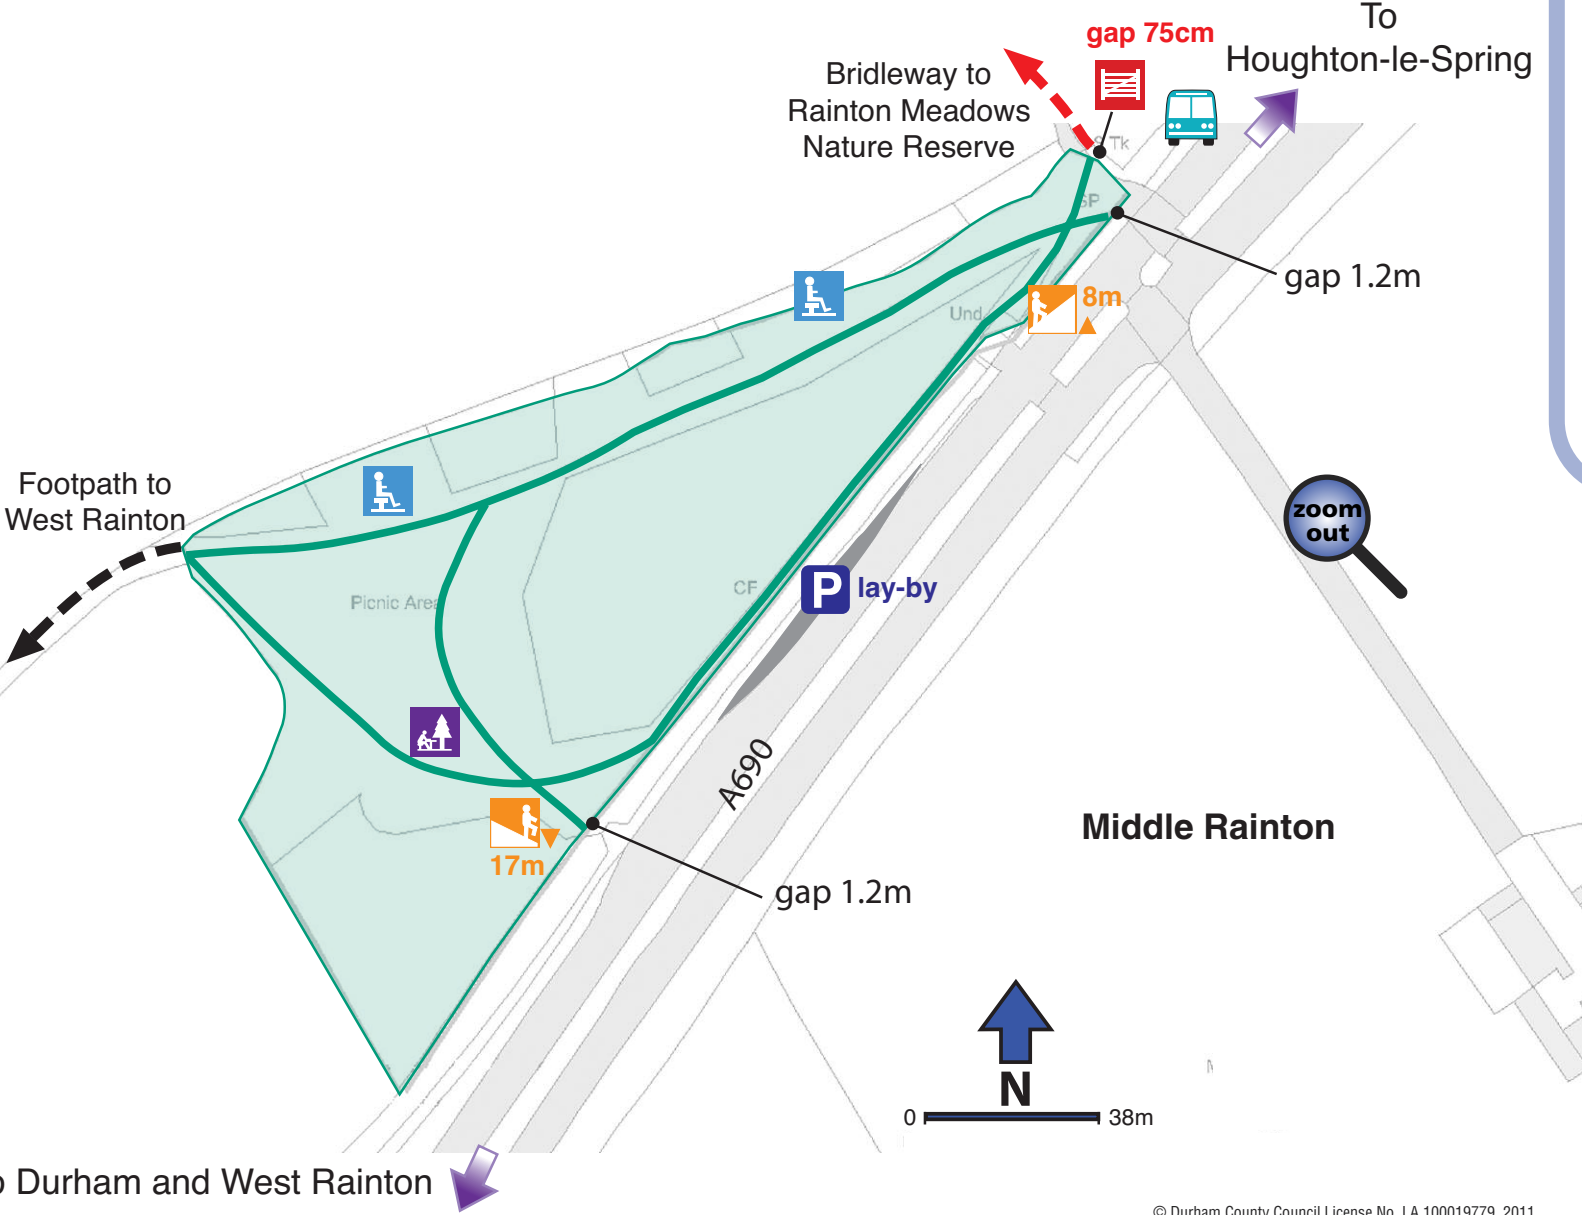 To
Houghton-le-Spring
gap 75cm
Bridleway to
Rainton Meadows
Nature Reserve
Tk
SP
gap 1.2m
8m
Und
Footpath to
West Rainton
zoom
out
Picnic Area
CF
P lay-by
A690
Middle Rainton
17m
gap 1.2m
N
0 38m
Durham and West Rainton
© Durham County Council License No. LA 100019779. 2011